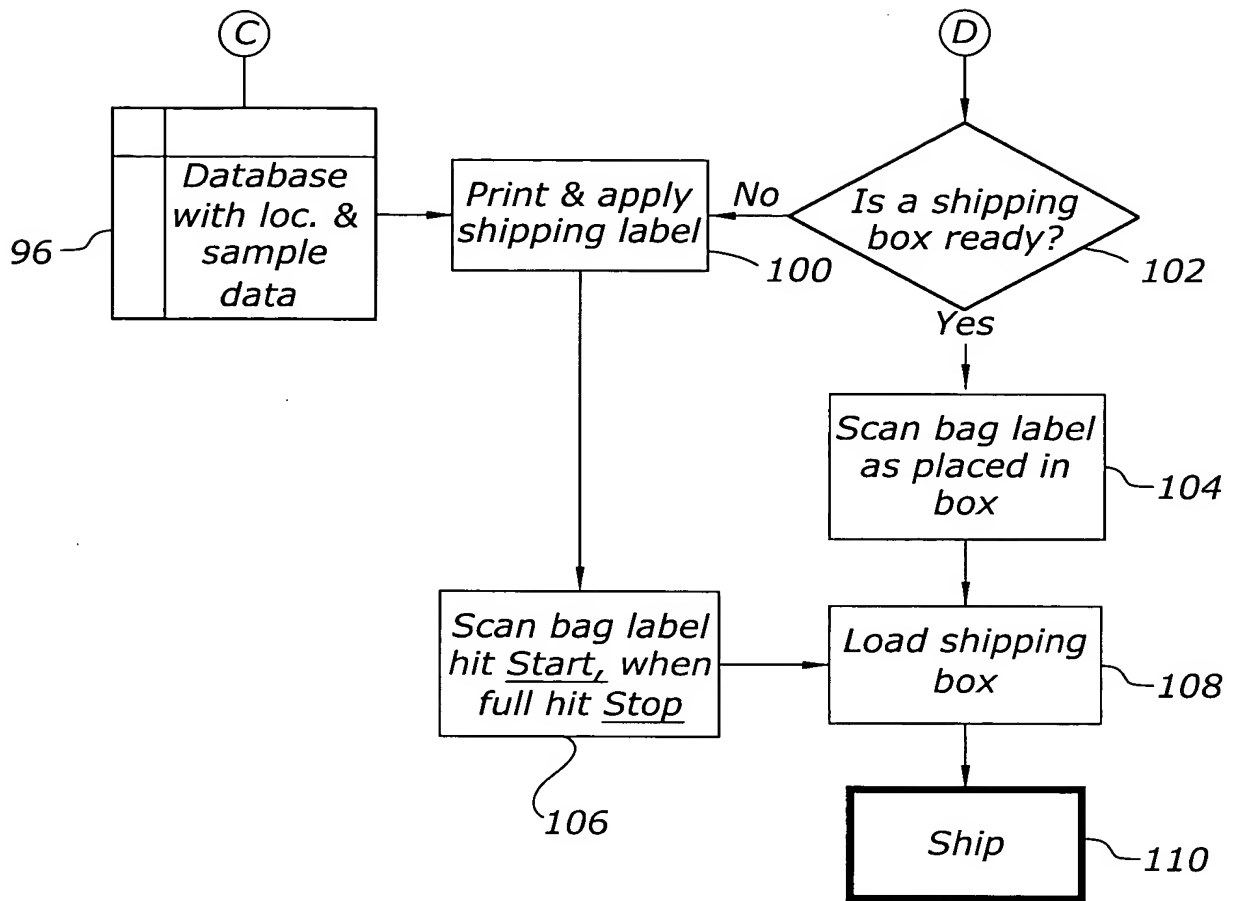 C
D
Database
with loc. &
sample
data
96
Print & apply
shipping label
100
No
Is a shipping
box ready?
102
Yes
Scan bag label
as placed in
box
104
Scan bag label
hit Start, when
full hit Stop
106
Load shipping
box
108
Ship
110